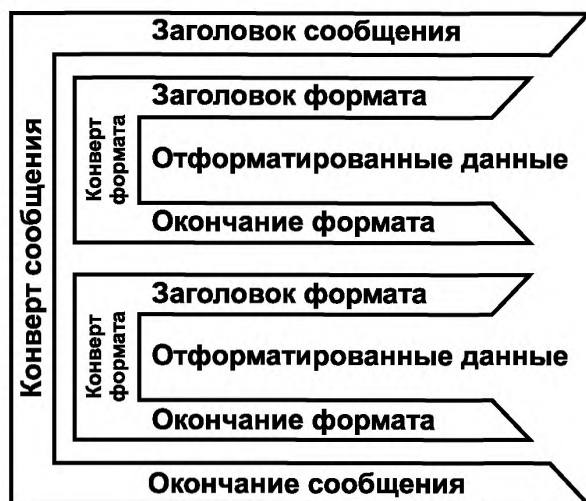 Заголовок сообщения
Конверт сообщения
Заголовок формата
Конверт
формата
Отформатированные данные
Окончание формата
Заголовок формата
Конверт
формата
Отформатированные данные
Окончание формата
Окончание сообщения